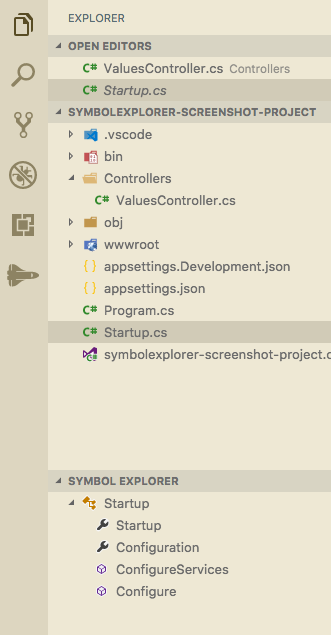 EXPLORER
OPEN EDITORS
C# ValuesController.cs Controllers
C# Startup.cs
SYMBOLEXPLORER-SCREENSHOT-PROJECT
.vscode
bin
Controllers
C# ValuesController.cs
obj
wwwroot
{ } appsettings.Development.json
{ } appsettings.json
C# Program.cs
C# Startup.cs
symbolexplorer-screenshot-project.c
SYMBOL EXPLORER
Startup
Startup
Configuration
ConfigureServices
Configure